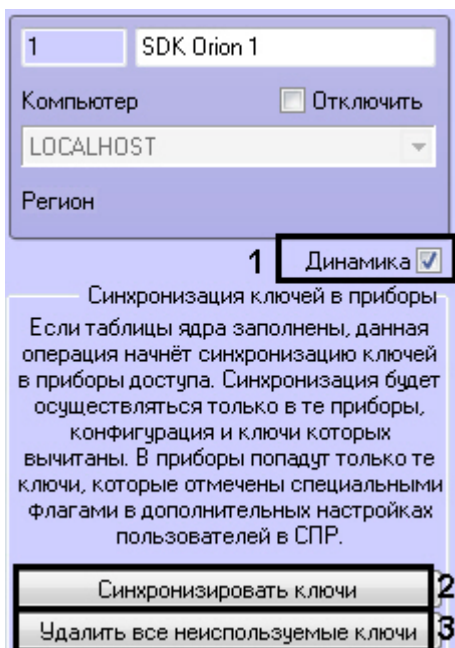 1 SDK Orion 1
Компьютер Отключить
LOCALHOST
Регион
1 Динамика
Синхронизация ключей в приборы
Если таблицы ядра заполнены, данная
операция начнёт синхронизацию ключей
в приборы доступа. Синхронизация будет
осуществляться только в те приборы,
конфигурация и ключи которых
вычитаны. В приборы попадут только те
ключи, которые отмечены специальными
флагами в дополнительных настройках
пользователей в СПР.
Синхронизировать ключи 2
Удалить все неиспользуемые ключи 3